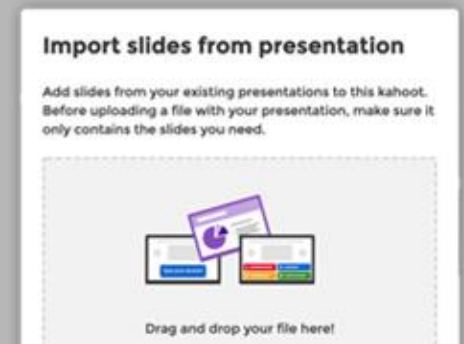 Import slides from presentation
Add slides from your existing presentations to this kahoot.
Before uploading a file with your presentation, make sure it
only contains the slides you need.
Drag and drop your file here!